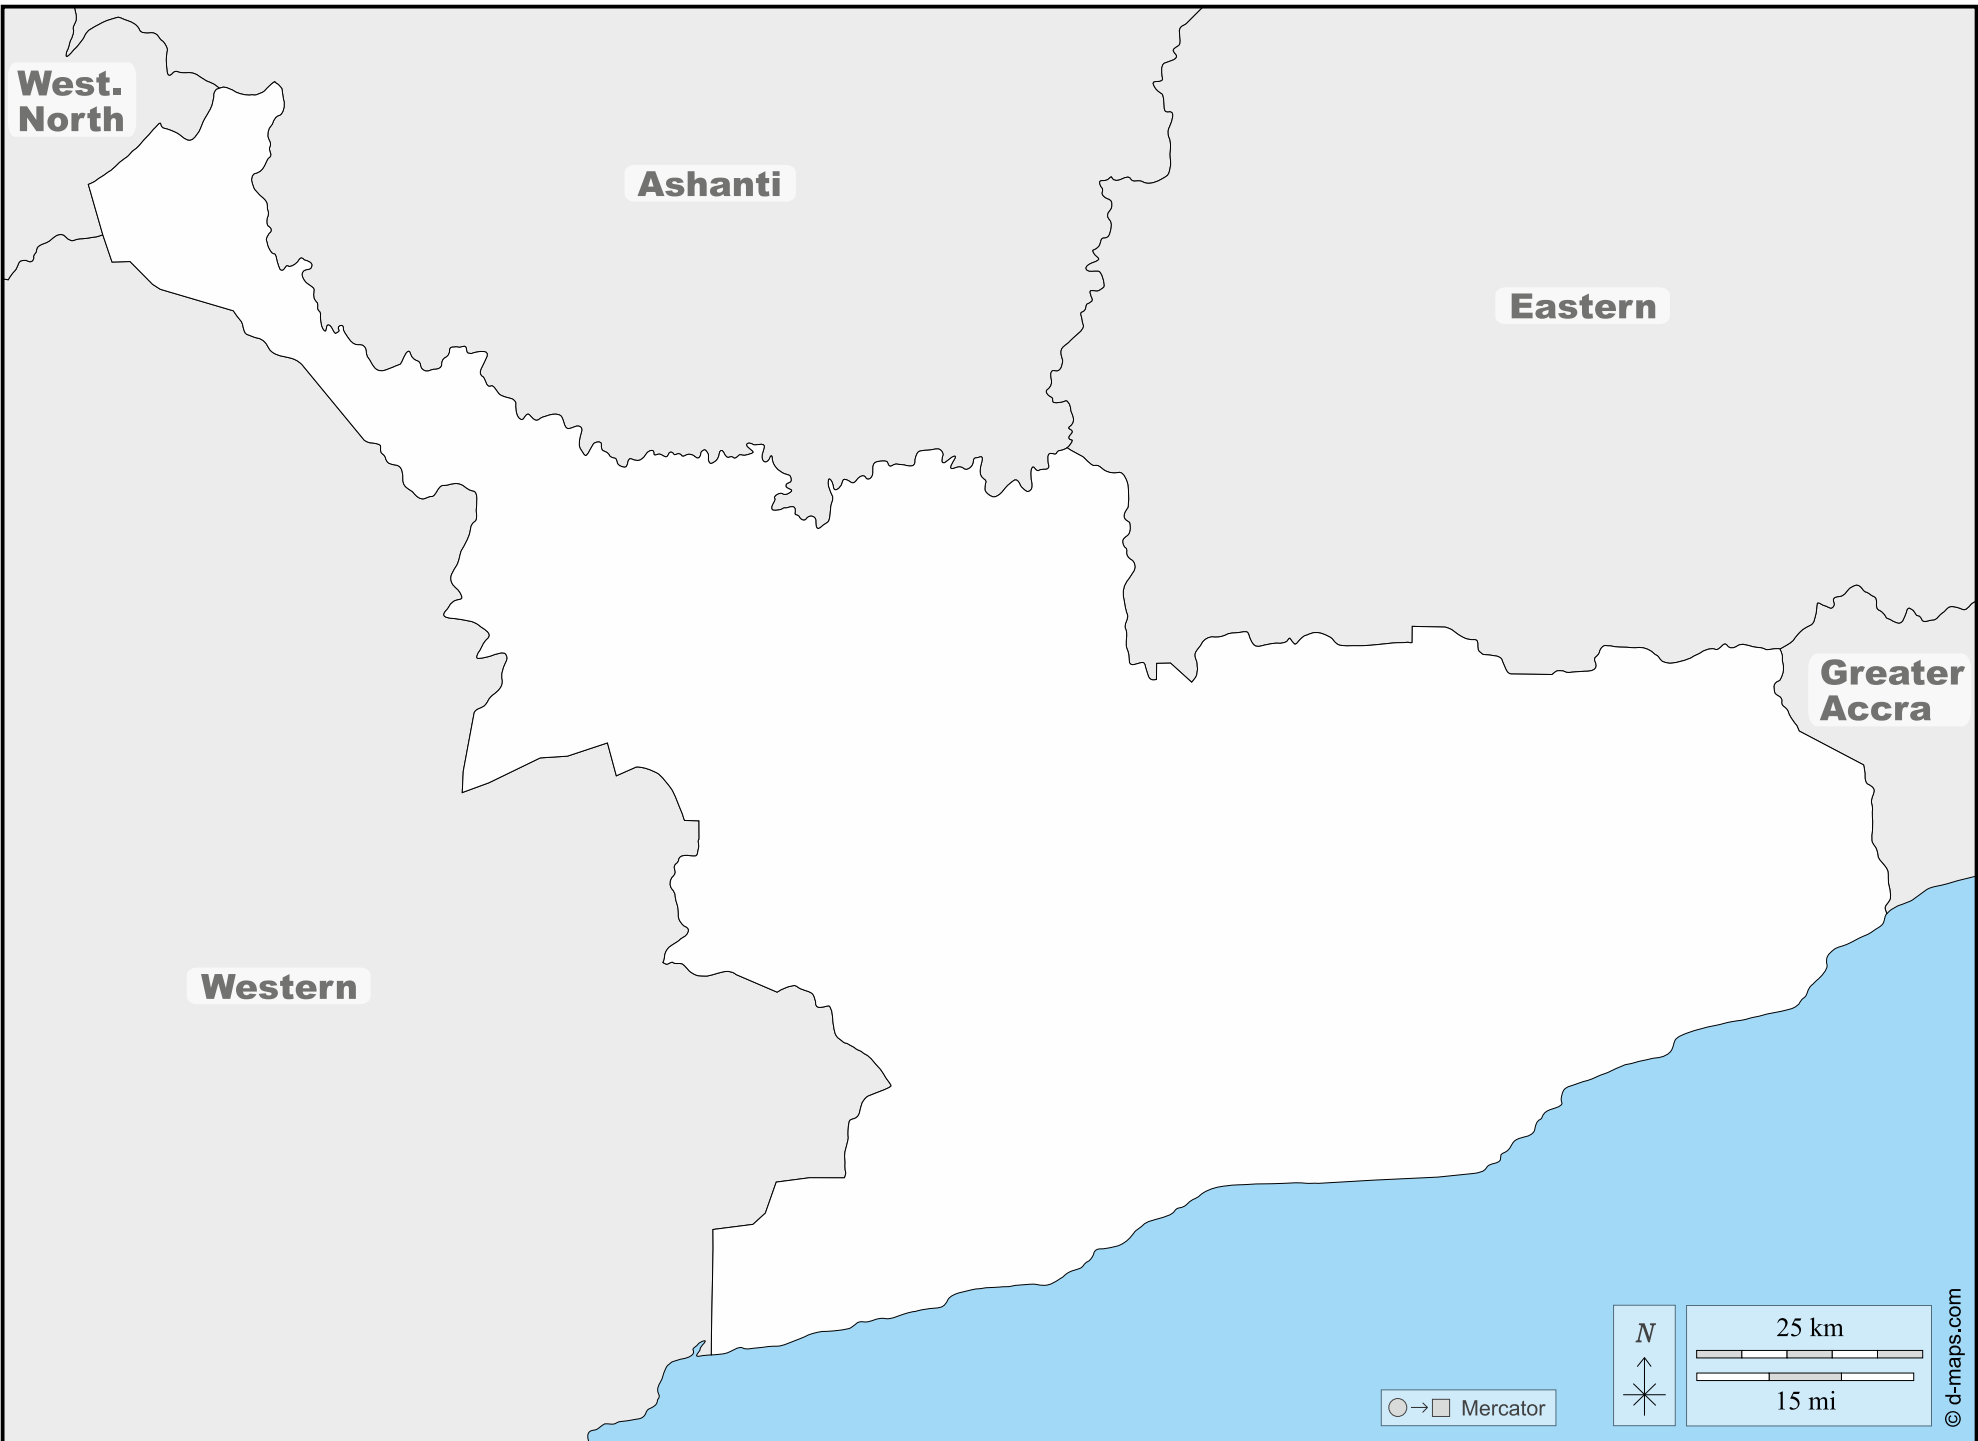 West.
North
Ashanti
Eastern
Greater
Accra
Western
N
25 km
15 mi
Mercator
© d-maps.com